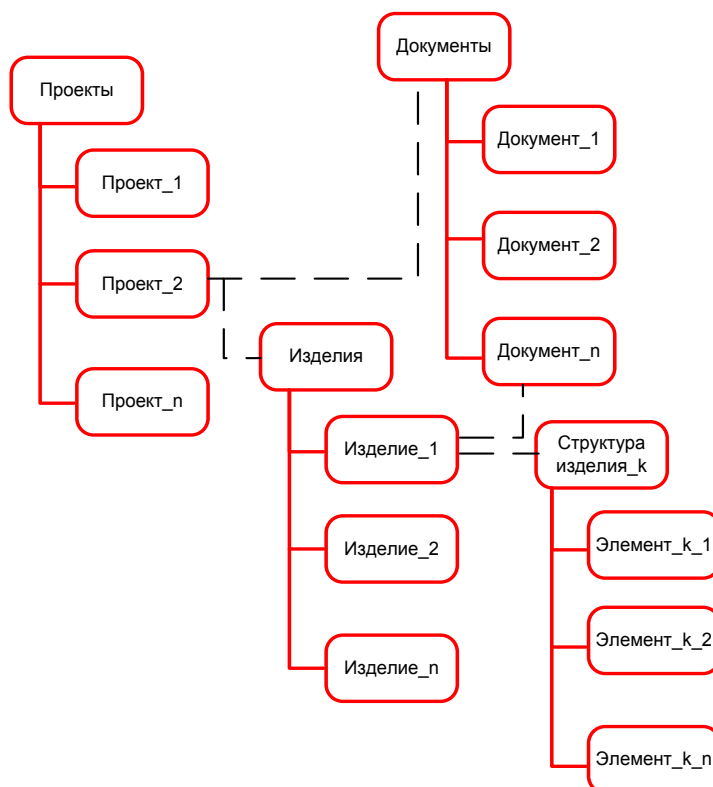 Документы
Проекты
Документ_1
Проект_1
Документ_2
Проект_2
Документ_n
Изделия
Проект_n
Изделие_1
Структура
изделия_k
Изделие_2
Элемент_k_1
Элемент_k_2
Изделие_n
Элемент_k_n